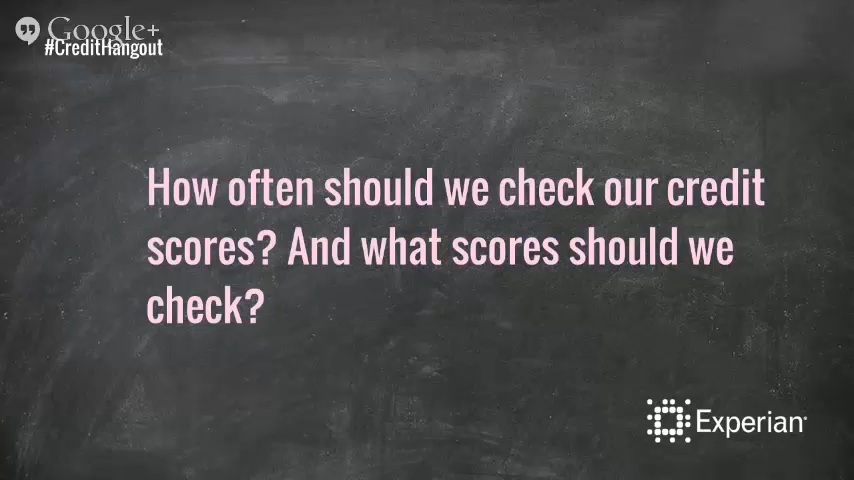 Google+
#CreditHangout
How often should we check our credit
scores? And what scores should we
check?
Experian